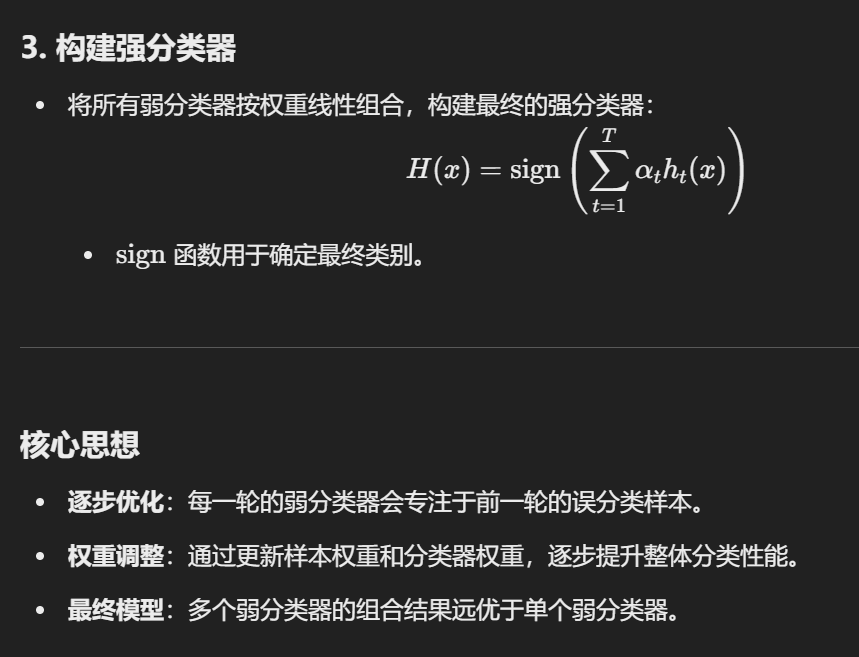 3. 构建强分类器
• 将所有弱分类器按权重线性组合，构建最终的强分类器：
H(x) = sign(∑_{t=1}^{T} α_t h_t(x))
• sign 函数用于确定最终类别。
核心思想
• 逐步优化：每一轮的弱分类器会专注于前一轮的误分类样本。
• 权重调整：通过更新样本权重和分类器权重，逐步提升整体分类性能。
• 最终模型：多个弱分类器的组合结果远优于单个弱分类器。